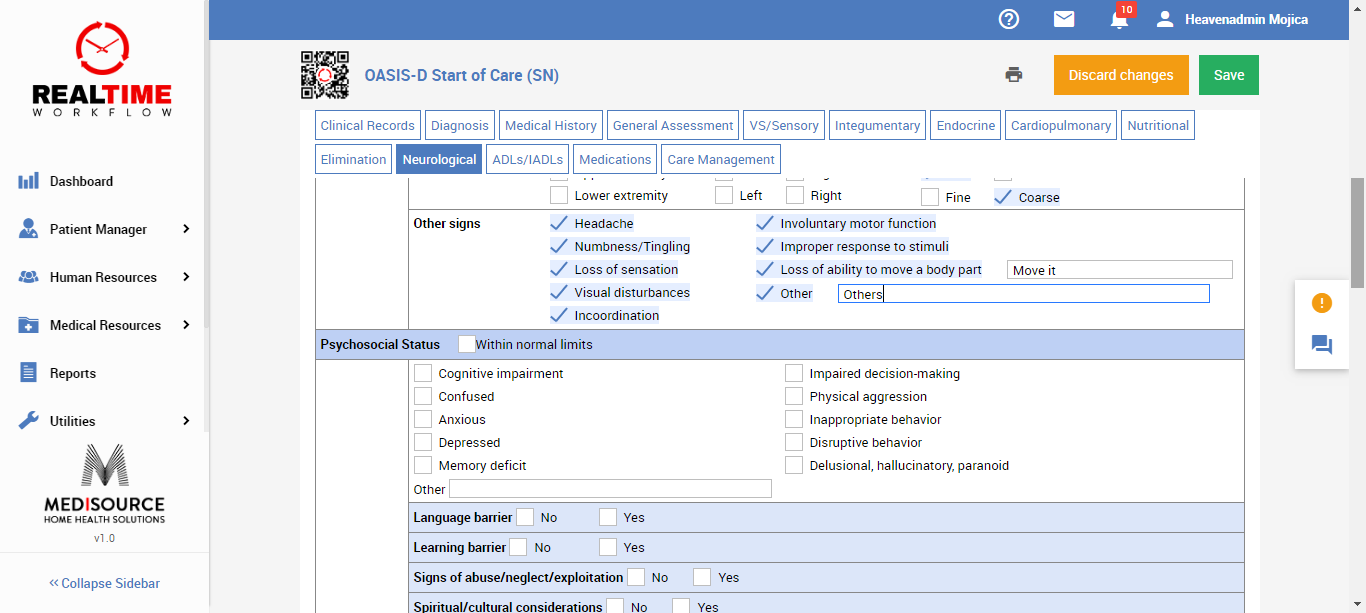 10
Heavenadmin Mojica
REALTIME
WORKFLOW
OASIS-D Start of Care (SN)
Discard changes
Save
Clinical Records
Diagnosis
Medical History
General Assessment
VS/Sensory
Integumentary
Endocrine
Cardiopulmonary
Nutritional
Elimination
Neurological
ADLs/IADLs
Medications
Care Management
Dashboard
Patient Manager
Human Resources
Medical Resources
Reports
Utilities
MEDISOURCE
HOME HEALTH SOLUTIONS
v1.0
Collapse Sidebar
Lower extremity Left Right Fine Coarse
Other signs
Headache Involuntary motor function
Numbness/Tingling Improper response to stimuli
Loss of sensation Loss of ability to move a body part Move it
Visual disturbances Other Others
Incoordination
Psychosocial Status Within normal limits
Cognitive impairment Impaired decision-making
Confused Physical aggression
Anxious Inappropriate behavior
Depressed Disruptive behavior
Memory deficit Delusional, hallucinatory, paranoid
Other
Language barrier No Yes
Learning barrier No Yes
Signs of abuse/neglect/exploitation No Yes
Spiritual/cultural considerations No Yes